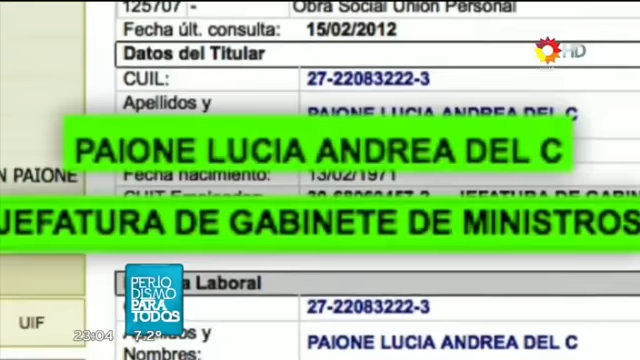 125707 - Obra Social Union Personal
Fecha últ. consulta: 15/02/2012
Datos del Titular
HD
CUIL: 27-22083222-3
Apellidos y PAIONE LUCIA ANDREA DEL C
PAIONE LUCIA ANDREA DEL C
N PAIONE
Fecha nacimiento: 13/02/1971
JEFATURA DE GABINETE DE MINISTROS
Laboral
PERIO
DISMO
PARA
TODOS
27-22083222-3
UIF
23:04 7.2°
Nombres: PAIONE LUCIA ANDREA DEL C